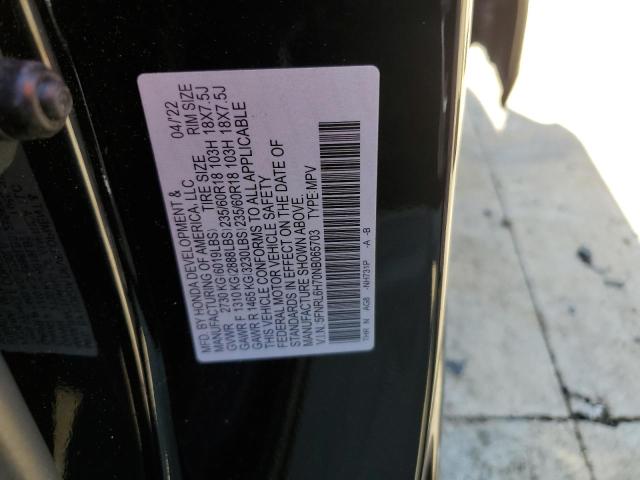 MFD. BY HONDA DEVELOPMENT & 04/22
MANUFACTURING OF AMERICA, LLC TIRE SIZE RIM SIZE
GVWR 2730 KG(6019LBS) 235/60R18 103H 18X7.5J
GAWR F 1310 KG(2888LBS) 235/60R18 103H 18X7.5J
GAWR R 1465 KG(3230LBS)
THIS VEHICLE CONFORMS TO ALL APPLICABLE
FEDERAL MOTOR VEHICLE SAFETY
STANDARDS IN EFFECT ON THE DATE OF
MANUFACTURE SHOWN ABOVE.
V.I.N. 5FNRL6H70NB065703 TYPE:MPV
THR N AG8 -NH731P -A -B